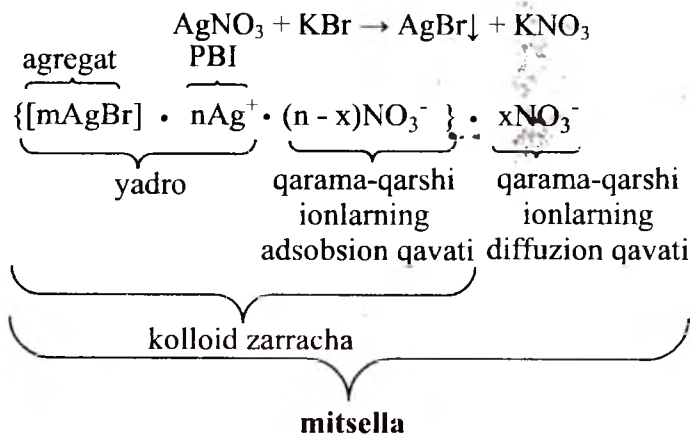 AgNO₃ + KBr → AgBr↓ + KNO₃
agregat PBI
{[mAgBr] · nAg⁺ · (n - x)NO₃⁻ } · xNO₃⁻
yadro qarama-qarshi ionlarning adsobsion qavati qarama-qarshi ionlarning diffuzion qavati
kolloid zarracha
mitsella